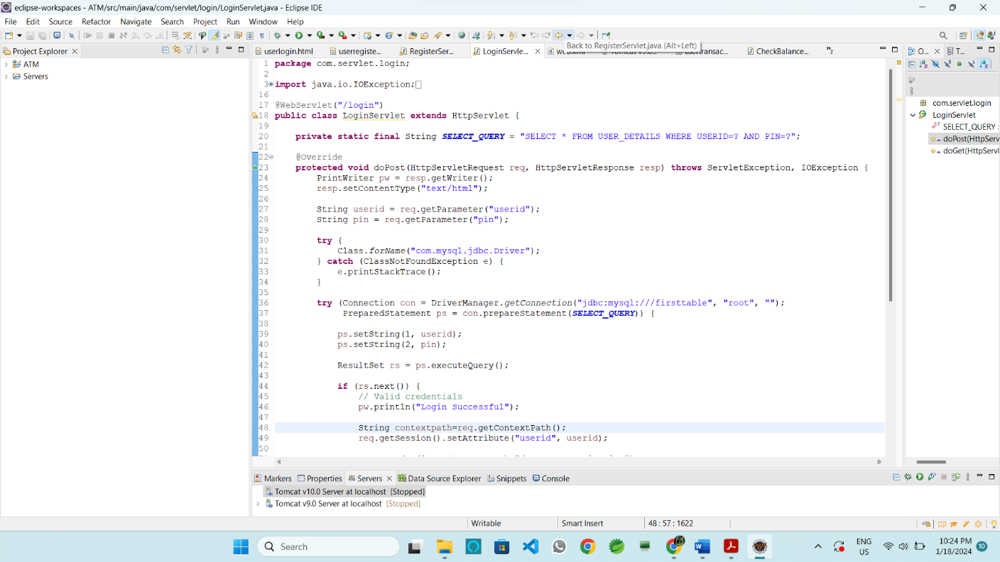 eclipse-workspaces - ATM/src/main/java/com/servlet/login/LoginServlet.java - Eclipse IDE
File Edit Source Refactor Navigate Search Project Run Window Help
Back to RegisterServlet.java (Alt+Left)
Project Explorer
ATM
Servers
userlogin.html userregiste... RegisterSer... LoginServle... CheckBalance... »2
1 package com.servlet.login;
2
3 import java.io.IOException;
16
17 @WebServlet("/login")
18 public class LoginServlet extends HttpServlet {
19
20 private static final String SELECT_QUERY = "SELECT * FROM USER_DETAILS WHERE USERID=? AND PIN=?";
21
22 @Override
23 protected void doPost(HttpServletRequest req, HttpServletResponse resp) throws ServletException, IOException {
24 PrintWriter pw = resp.getWriter();
25 resp.setContentType("text/html");
26
27 String userid = req.getParameter("userid");
28 String pin = req.getParameter("pin");
29
30 try {
31 Class.forName("com.mysql.jdbc.Driver");
32 } catch (ClassNotFoundException e) {
33 e.printStackTrace();
34 }
35
36 try (Connection con = DriverManager.getConnection("jdbc:mysql:///firsttable", "root", "");
37 PreparedStatement ps = con.prepareStatement(SELECT_QUERY)) {
38
39 ps.setString(1, userid);
40 ps.setString(2, pin);
41
42 ResultSet rs = ps.executeQuery();
43
44 if (rs.next()) {
45 // Valid credentials
46 pw.println("Login Successful");
47
48 String contextpath=req.getContextPath();
49 req.getSession().setAttribute("userid", userid);
50
O... T...
com.servlet.login
LoginServlet
SELECT_QUERY :
doPost(HttpServl
doGet(HttpServl
Markers Properties Servers Data Source Explorer Snippets Console
Tomcat v10.0 Server at localhost [Stopped]
Tomcat v9.0 Server at localhost [Stopped]
Writable Smart Insert 48 : 57 : 1622
Search
ENG
US
10:24 PM
1/18/2024
10